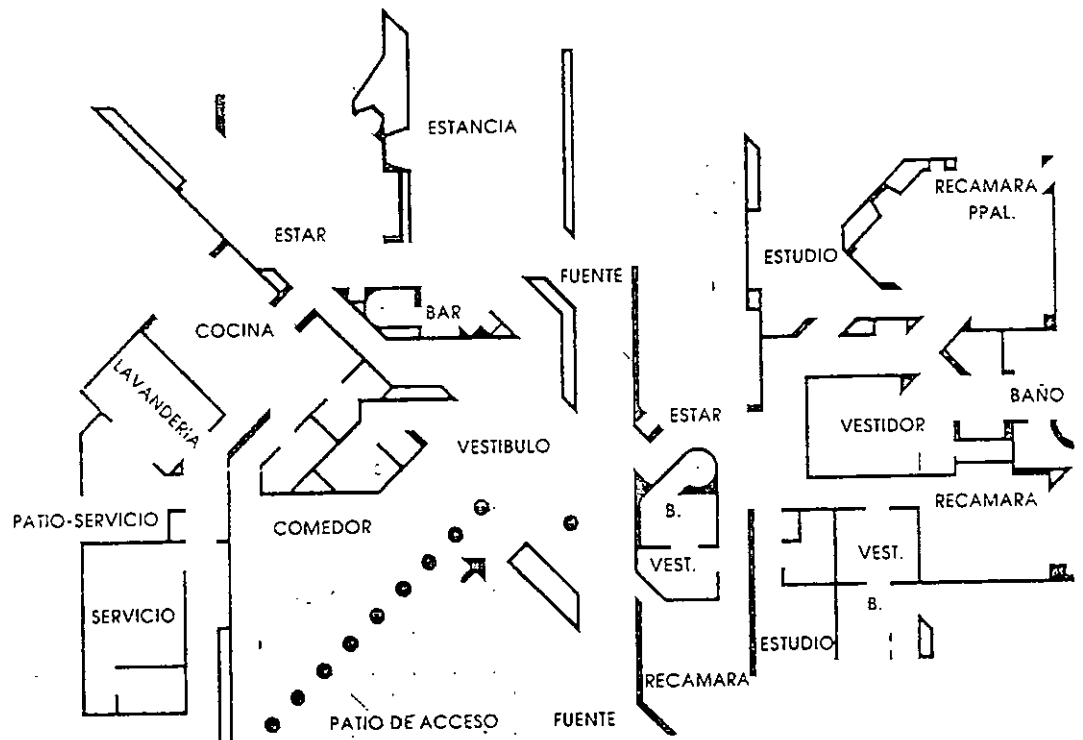 ESTANCIA
RECAMARA
PPAL.
ESTAR
ESTUDIO
FUENTE
BAR
COCINA
LAVANDERIA
BAÑO
ESTAR
VESTIDOR
VESTIBULO
RECAMARA
PATIO-SERVICIO
COMEDOR
B.
VEST.
VEST.
B.
SERVICIO
ESTUDIO
RECAMARA
PATIO DE ACCESO
FUENTE